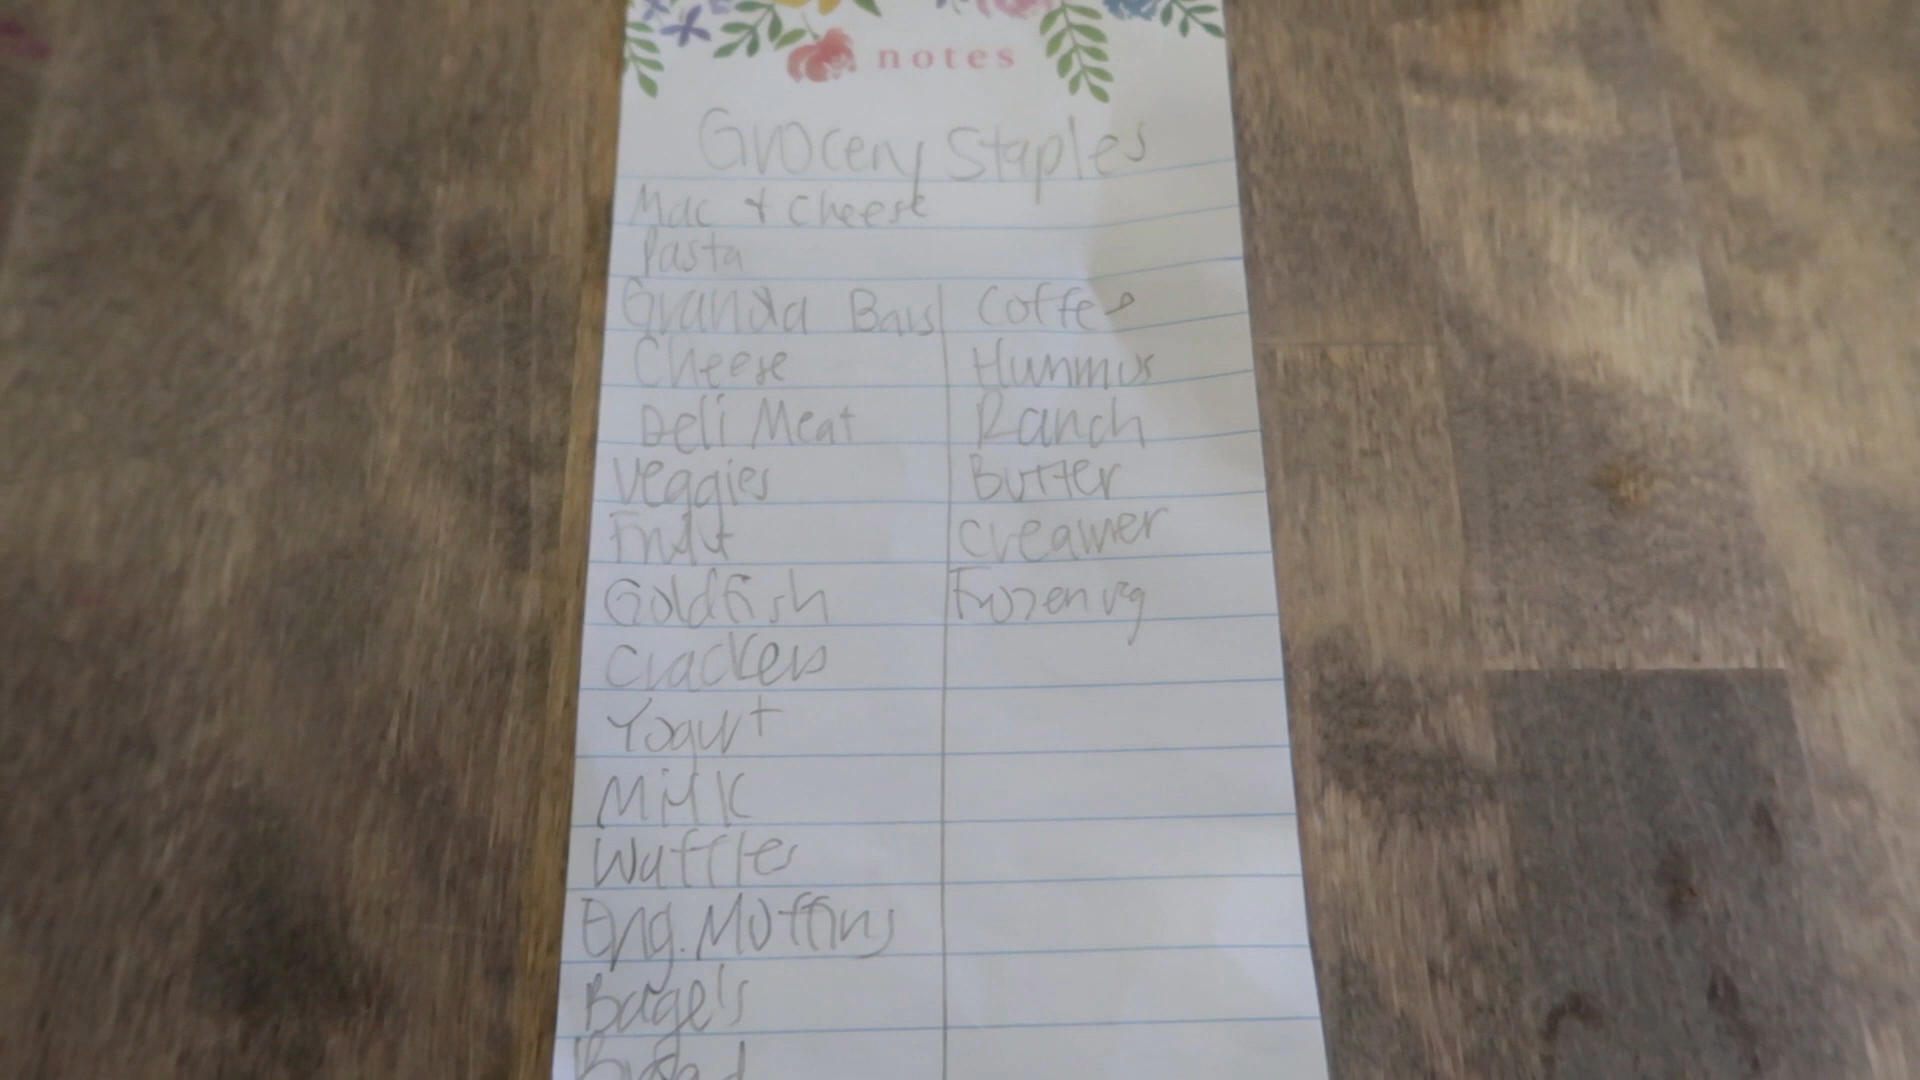 notes
Grocery Staples
Mac + Cheese
Pasta
Granola Bars
Cheese
Deli Meat
Veggies
Fruit
Goldfish
Crackers
Yogurt
Milk
Waffles
Eng. Muffins
Bagels
Bread
Coffee
Hummus
Ranch
Butter
Creamer
Frozen veg